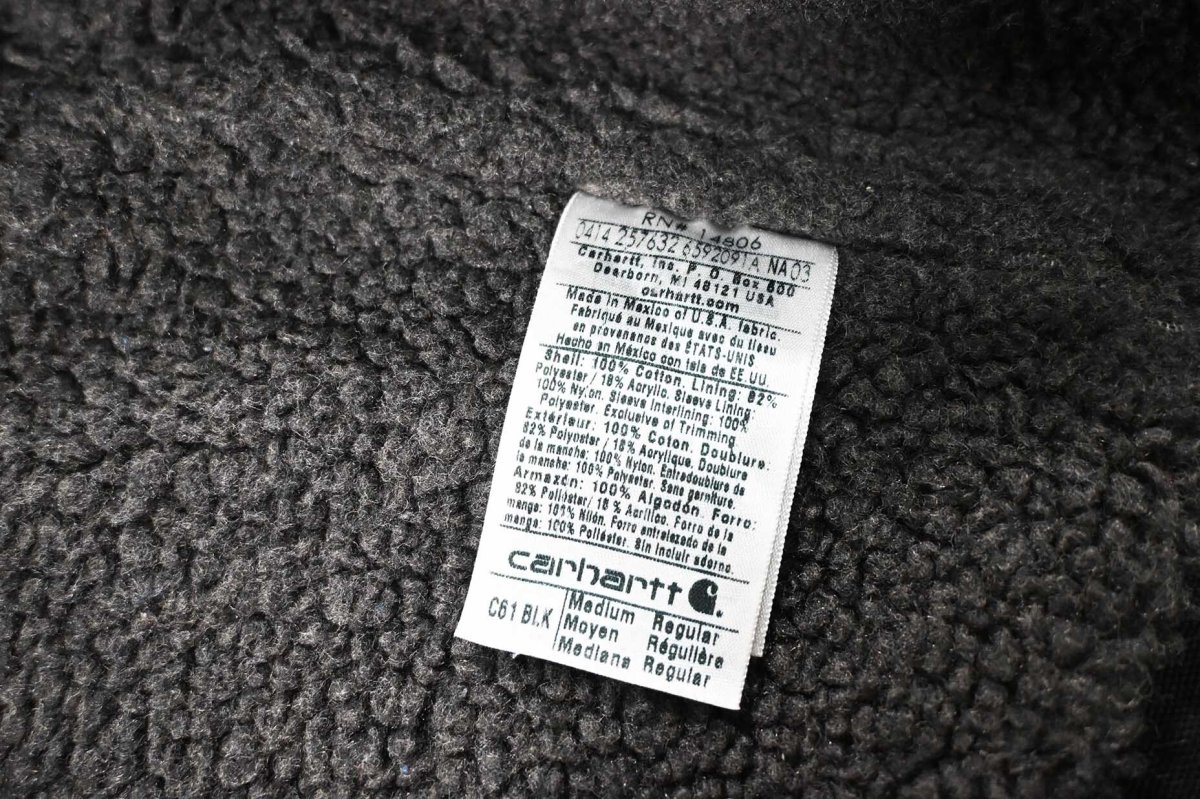 RN# 14806
0414 257632 6592091A NA 03
Carhartt, Inc. P. O. Box 600
Dearborn, MI 48121 USA
carhartt.com
Made in Mexico of U.S.A. fabric.
Fabriqué au Mexique avec du tissu
en provenance des ÉTATS-UNIS
Hecho en México con tela de EE.UU.
Shell: 100% Cotton. Lining: 82%
Polyester / 18% Acrylic. Sleeve Lining:
100% Nylon. Sleeve Interlining: 100%
Polyester. Exclusive of Trimming
Extérieur: 100% Coton. Doublure:
82% Polyester / 18% Acrylique. Doublure
de la manche: 100% Nylon. Entredoublure de
la manche: 100% Polyester. Sans garniture.
Armazón: 100% Algodón. Forro:
82% Poliéster / 18 % Acrílico. Forro de la
manga: 100% Nilon. Forro entrelazado de la
manga: 100% Poliéster. Sin incluir adorno.
carhartt
C61 BLK
Medium Regular
Moyen Régulière
Mediana Regular